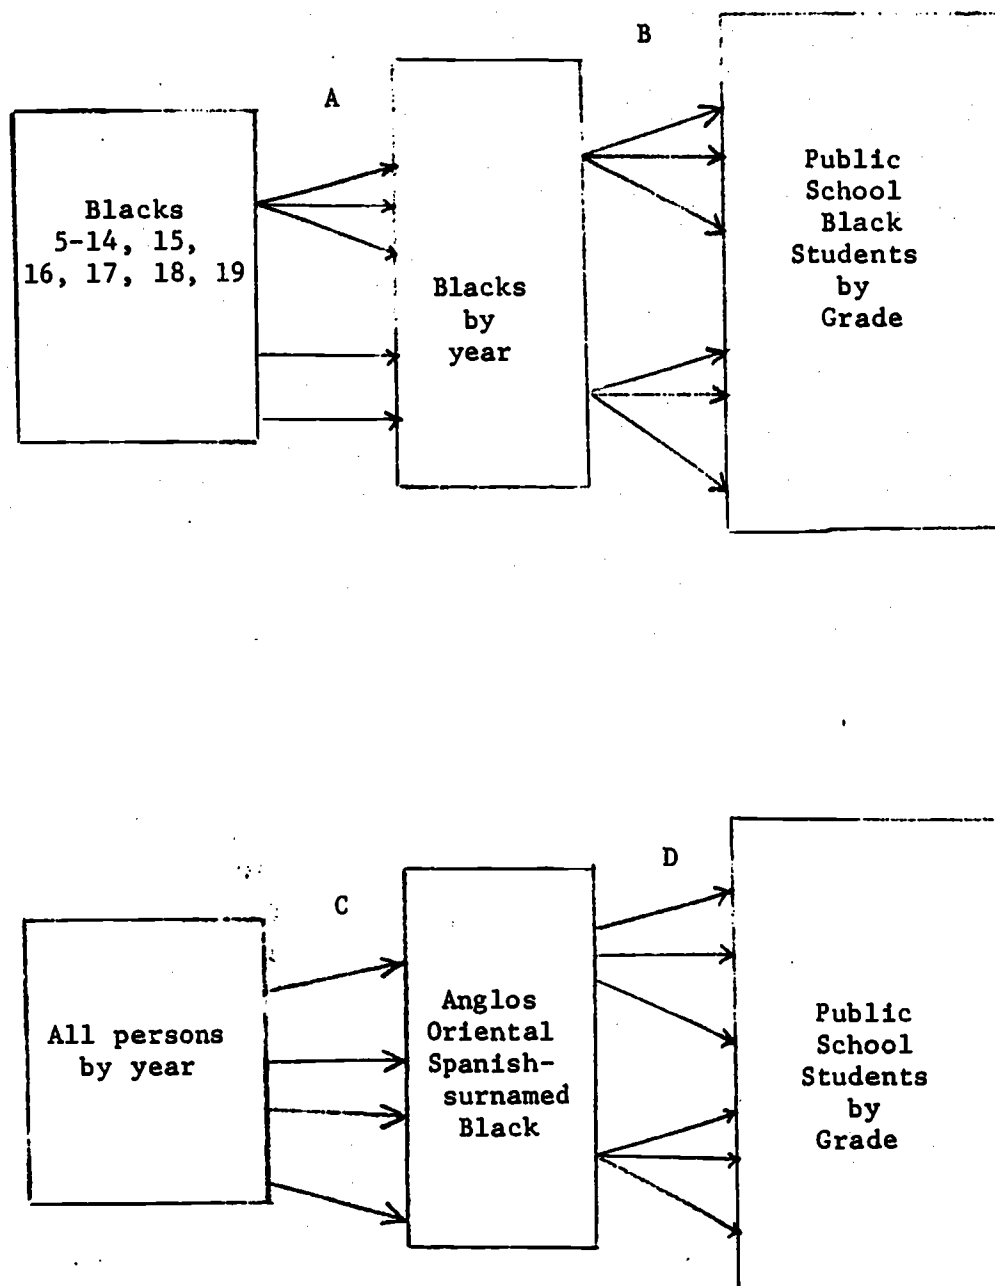 B
A
Blacks
5-14, 15,
16, 17, 18, 19
Blacks
by
year
Public
School
Black
Students
by
Grade
D
C
All persons
by year
Anglos
Oriental
Spanish-
surnamed
Black
Public
School
Students
by
Grade